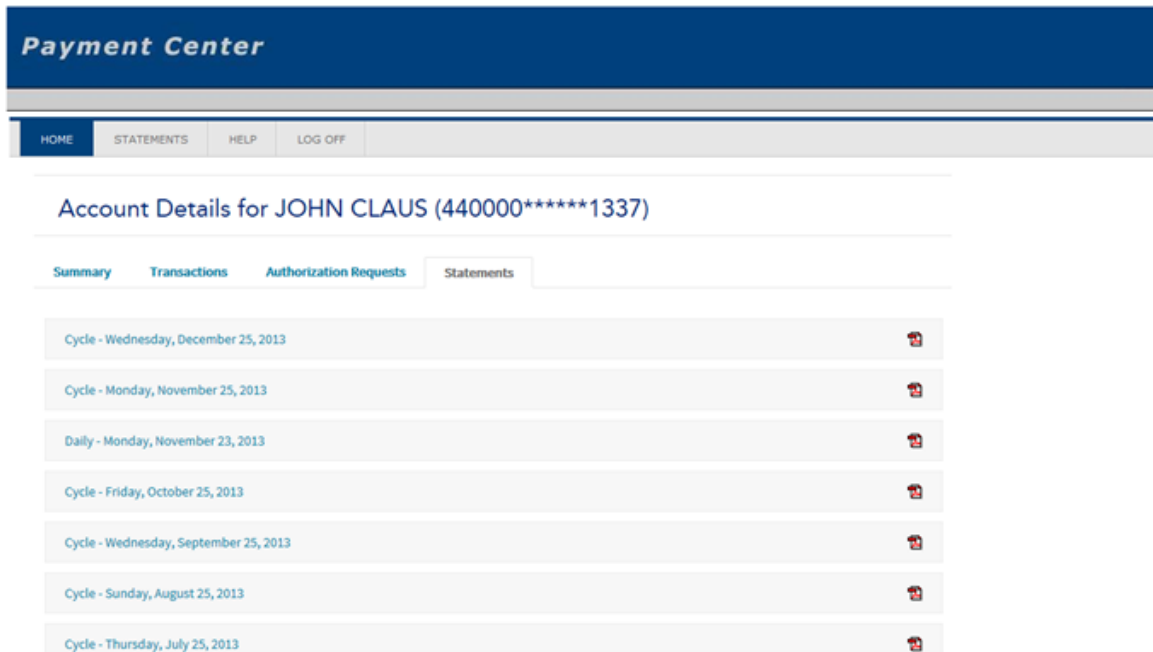 Payment Center
HOME STATEMENTS HELP LOG OFF
Account Details for JOHN CLAUS (440000******1337)
Summary Transactions Authorization Requests Statements
Cycle - Wednesday, December 25, 2013
Cycle - Monday, November 25, 2013
Daily - Monday, November 23, 2013
Cycle - Friday, October 25, 2013
Cycle - Wednesday, September 25, 2013
Cycle - Sunday, August 25, 2013
Cycle - Thursday, July 25, 2013